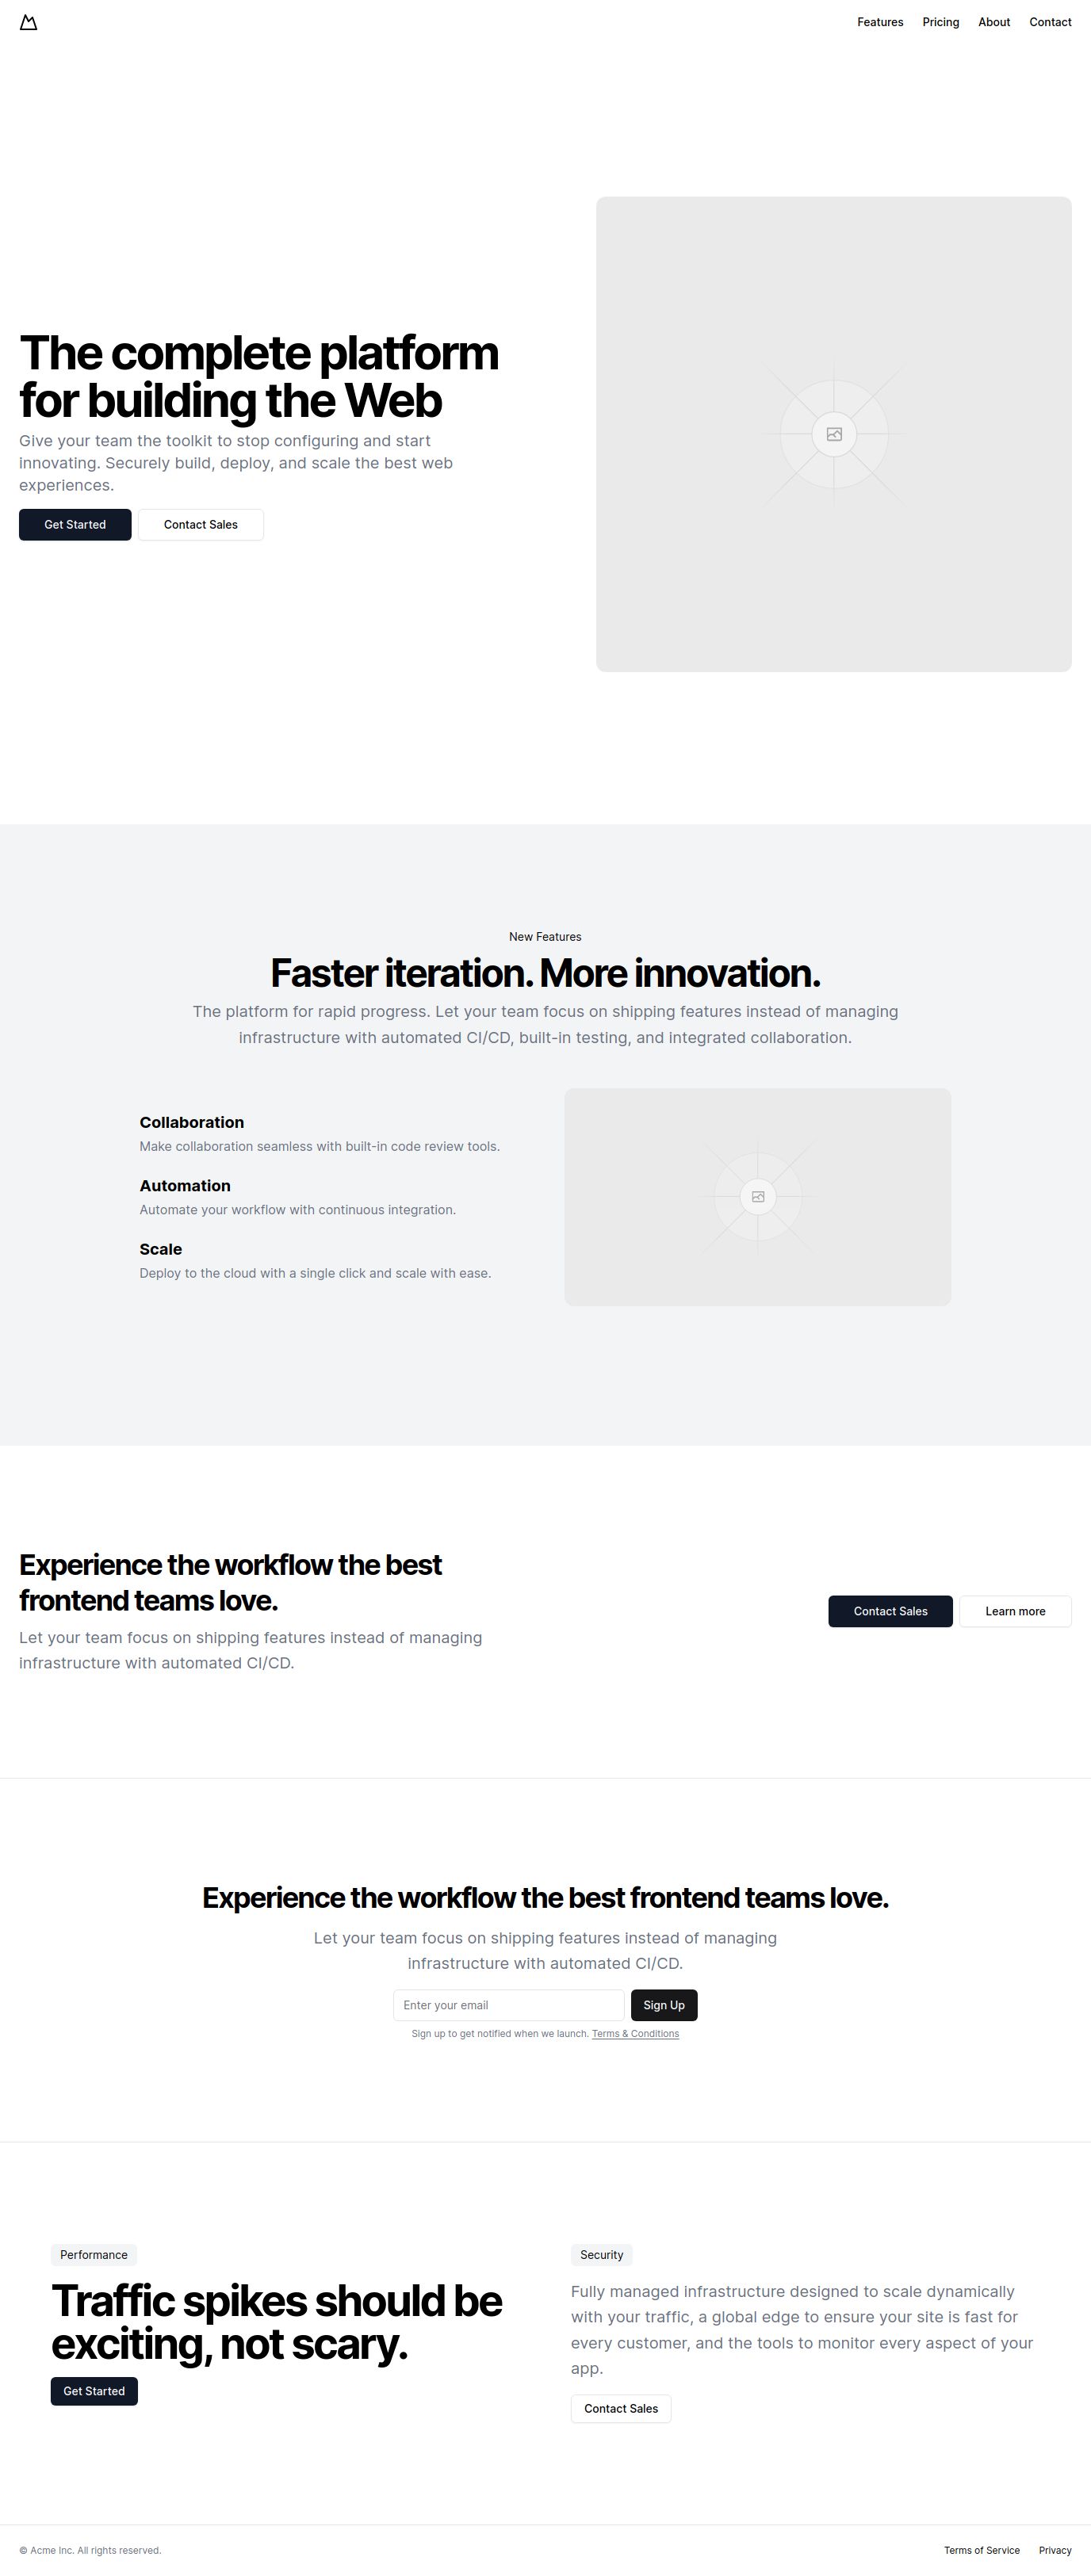 Features Pricing About Contact
The complete platform
for building the Web
Give your team the toolkit to stop configuring and start
innovating. Securely build, deploy, and scale the best web
experiences.
Get Started Contact Sales
New Features
Faster iteration. More innovation.
The platform for rapid progress. Let your team focus on shipping features instead of managing
infrastructure with automated CI/CD, built-in testing, and integrated collaboration.
Collaboration
Make collaboration seamless with built-in code review tools.
Automation
Automate your workflow with continuous integration.
Scale
Deploy to the cloud with a single click and scale with ease.
Experience the workflow the best
frontend teams love.
Let your team focus on shipping features instead of managing
infrastructure with automated CI/CD.
Contact Sales Learn more
Experience the workflow the best frontend teams love.
Let your team focus on shipping features instead of managing
infrastructure with automated CI/CD.
Enter your email Sign Up
Sign up to get notified when we launch. Terms & Conditions
Performance
Traffic spikes should be
exciting, not scary.
Get Started
Security
Fully managed infrastructure designed to scale dynamically
with your traffic, a global edge to ensure your site is fast for
every customer, and the tools to monitor every aspect of your
app.
Contact Sales
© Acme Inc. All rights reserved. Terms of Service Privacy